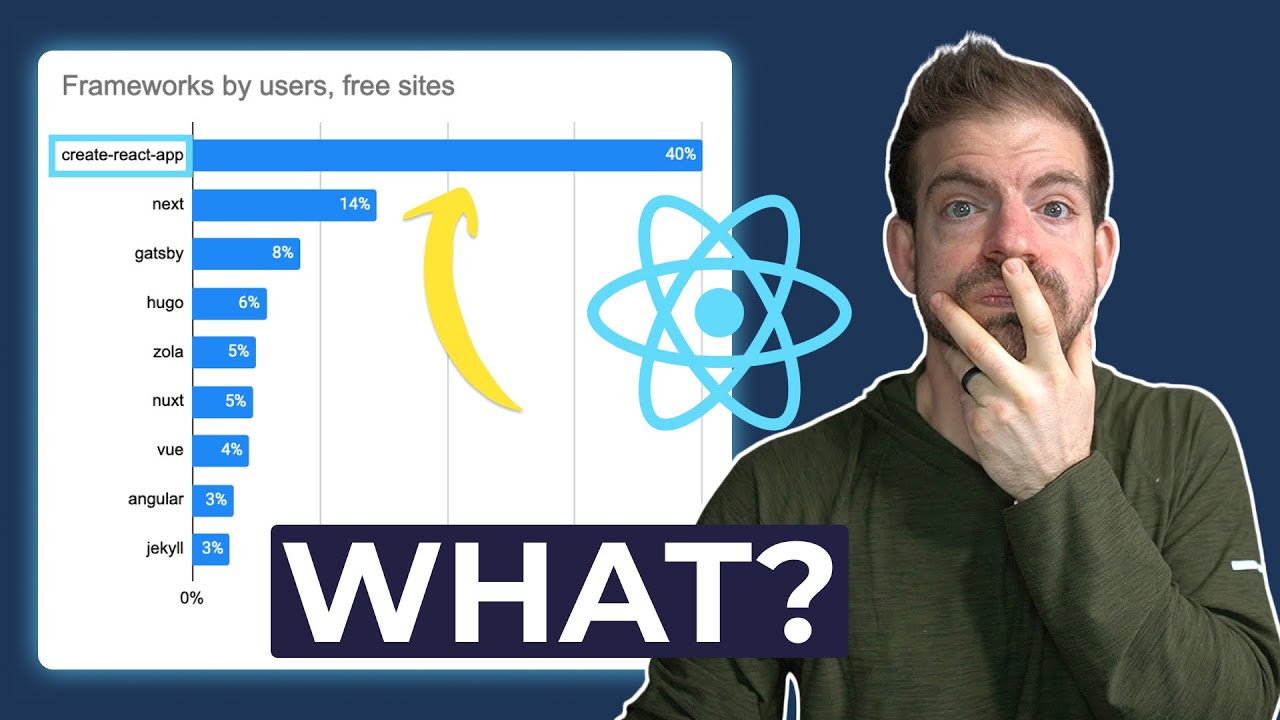 Frameworks by users, free sites
create-react-app 40%
next 14%
gatsby 8%
hugo 6%
zola 5%
nuxt 5%
vue 4%
angular 3%
jekyll 3%
0%
WHAT?